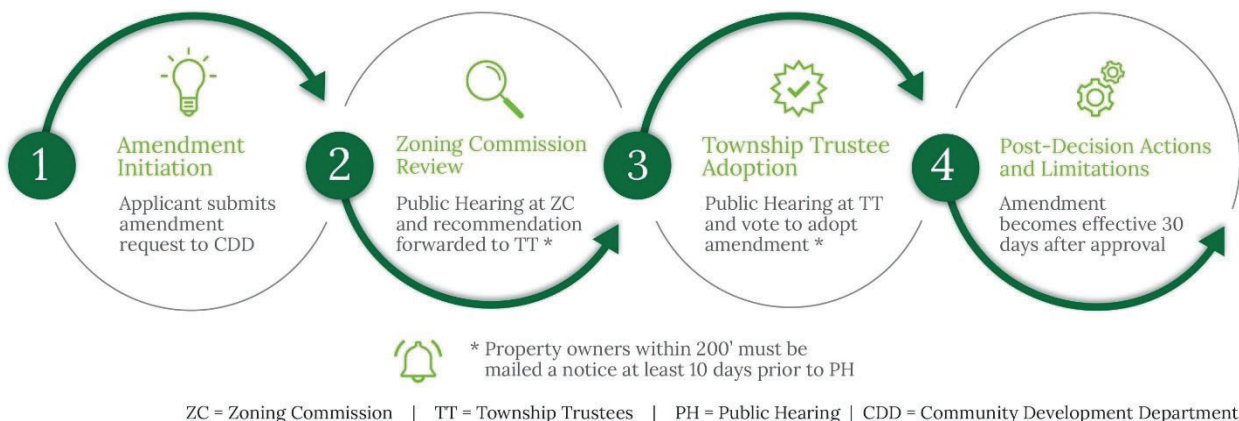 1
Amendment
Initiation
Applicant submits
amendment
request to CDD
2
Zoning Commission
Review
Public Hearing at ZC
and recommendation
forwarded to TT *
3
Township Trustee
Adoption
Public Hearing at TT
and vote to adopt
amendment *
4
Post-Decision Actions
and Limitations
Amendment
becomes effective 30
days after approval
* Property owners within 200' must be
mailed a notice at least 10 days prior to PH
ZC = Zoning Commission | TT = Township Trustees | PH = Public Hearing | CDD = Community Development Department